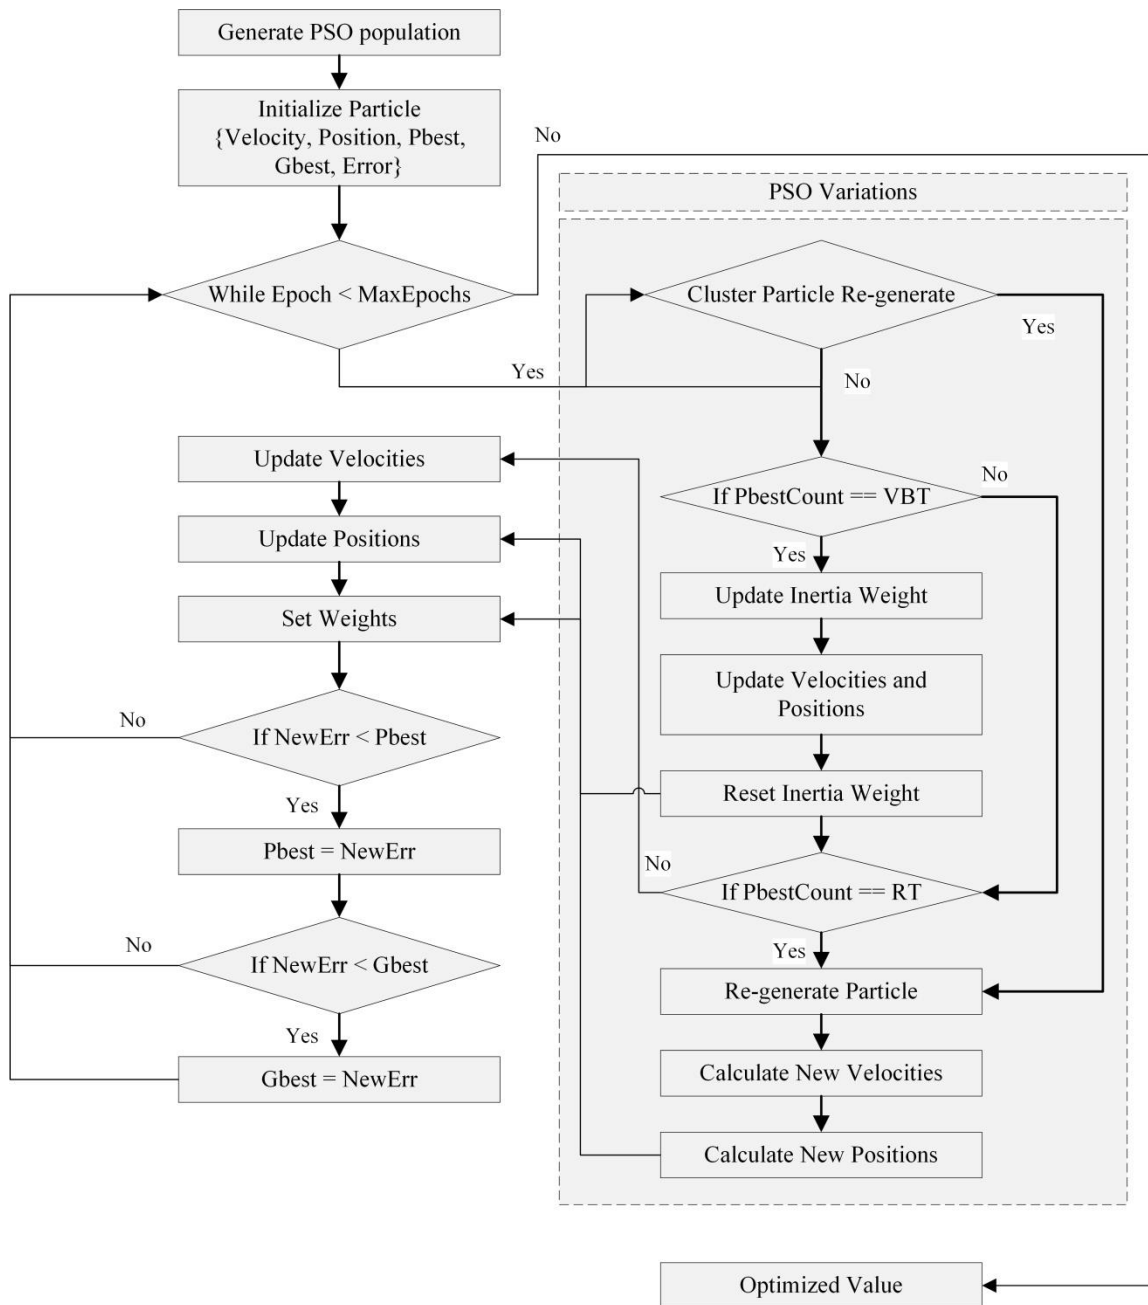 Generate PSO population
Initialize Particle
{Velocity, Position, Pbest,
Gbest, Error}
No
PSO Variations
While Epoch < MaxEpochs
Cluster Particle Re-generate
Yes
Yes
No
Update Velocities
If PbestCount == VBT
No
Update Positions
Yes
Update Inertia Weight
Set Weights
Update Velocities and
Positions
No
If NewErr < Pbest
Yes
Reset Inertia Weight
Pbest = NewErr
No
If PbestCount == RT
No
If NewErr < Gbest
Yes
Re-generate Particle
Yes
Gbest = NewErr
Calculate New Velocities
Calculate New Positions
Optimized Value